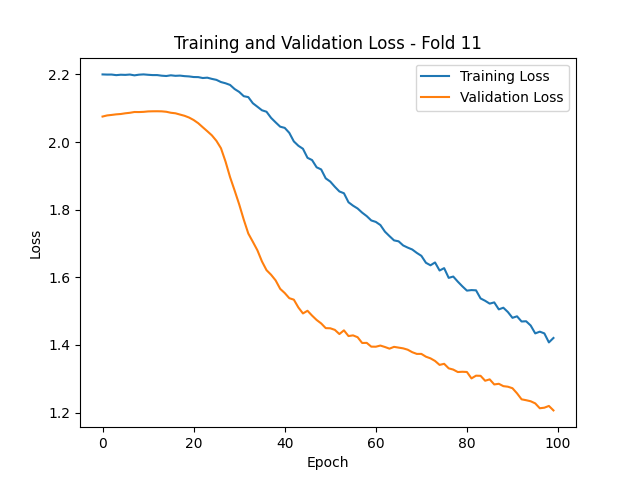 Training and Validation Loss - Fold 11
Training Loss
Validation Loss
2.2
2.0
1.8
1.6
1.4
1.2
Loss
0 20 40 60 80 100
Epoch